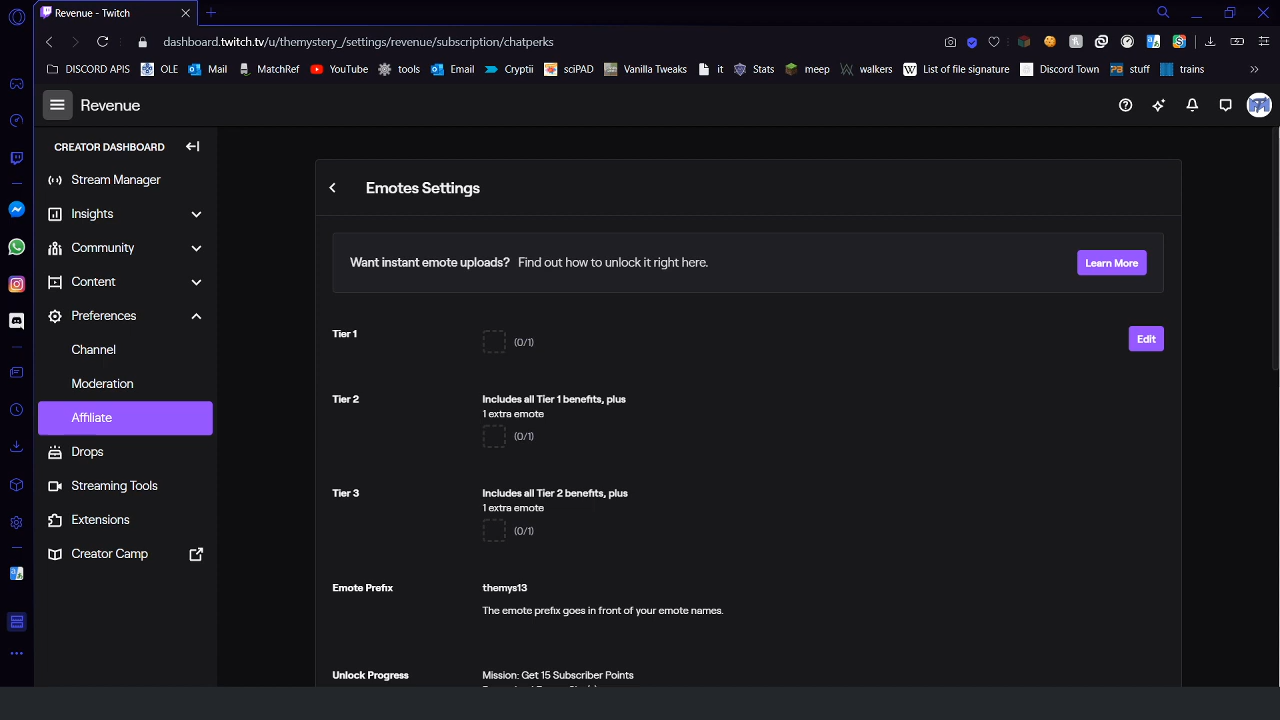 Revenue - Twitch
dashboard.twitch.tv/u/themystery_/settings/revenue/subscription/chatperks
DISCORD APIS OLE Mail MatchRef YouTube tools Email Cryptii sciPAD Vanilla Tweaks it Stats meep walkers List of file signature Discord Town stuff trains
Revenue
CREATOR DASHBOARD
Stream Manager
Insights
Community
Content
Preferences
Channel
Moderation
Affiliate
Drops
Streaming Tools
Extensions
Creator Camp
Emotes Settings
Want instant emote uploads? Find out how to unlock it right here.
Learn More
Tier 1
(0/1)
Edit
Tier 2
Includes all Tier 1 benefits, plus
1 extra emote
(0/1)
Tier 3
Includes all Tier 2 benefits, plus
1 extra emote
(0/1)
Emote Prefix
themys13
The emote prefix goes in front of your emote names.
Unlock Progress
Mission: Get 15 Subscriber Points